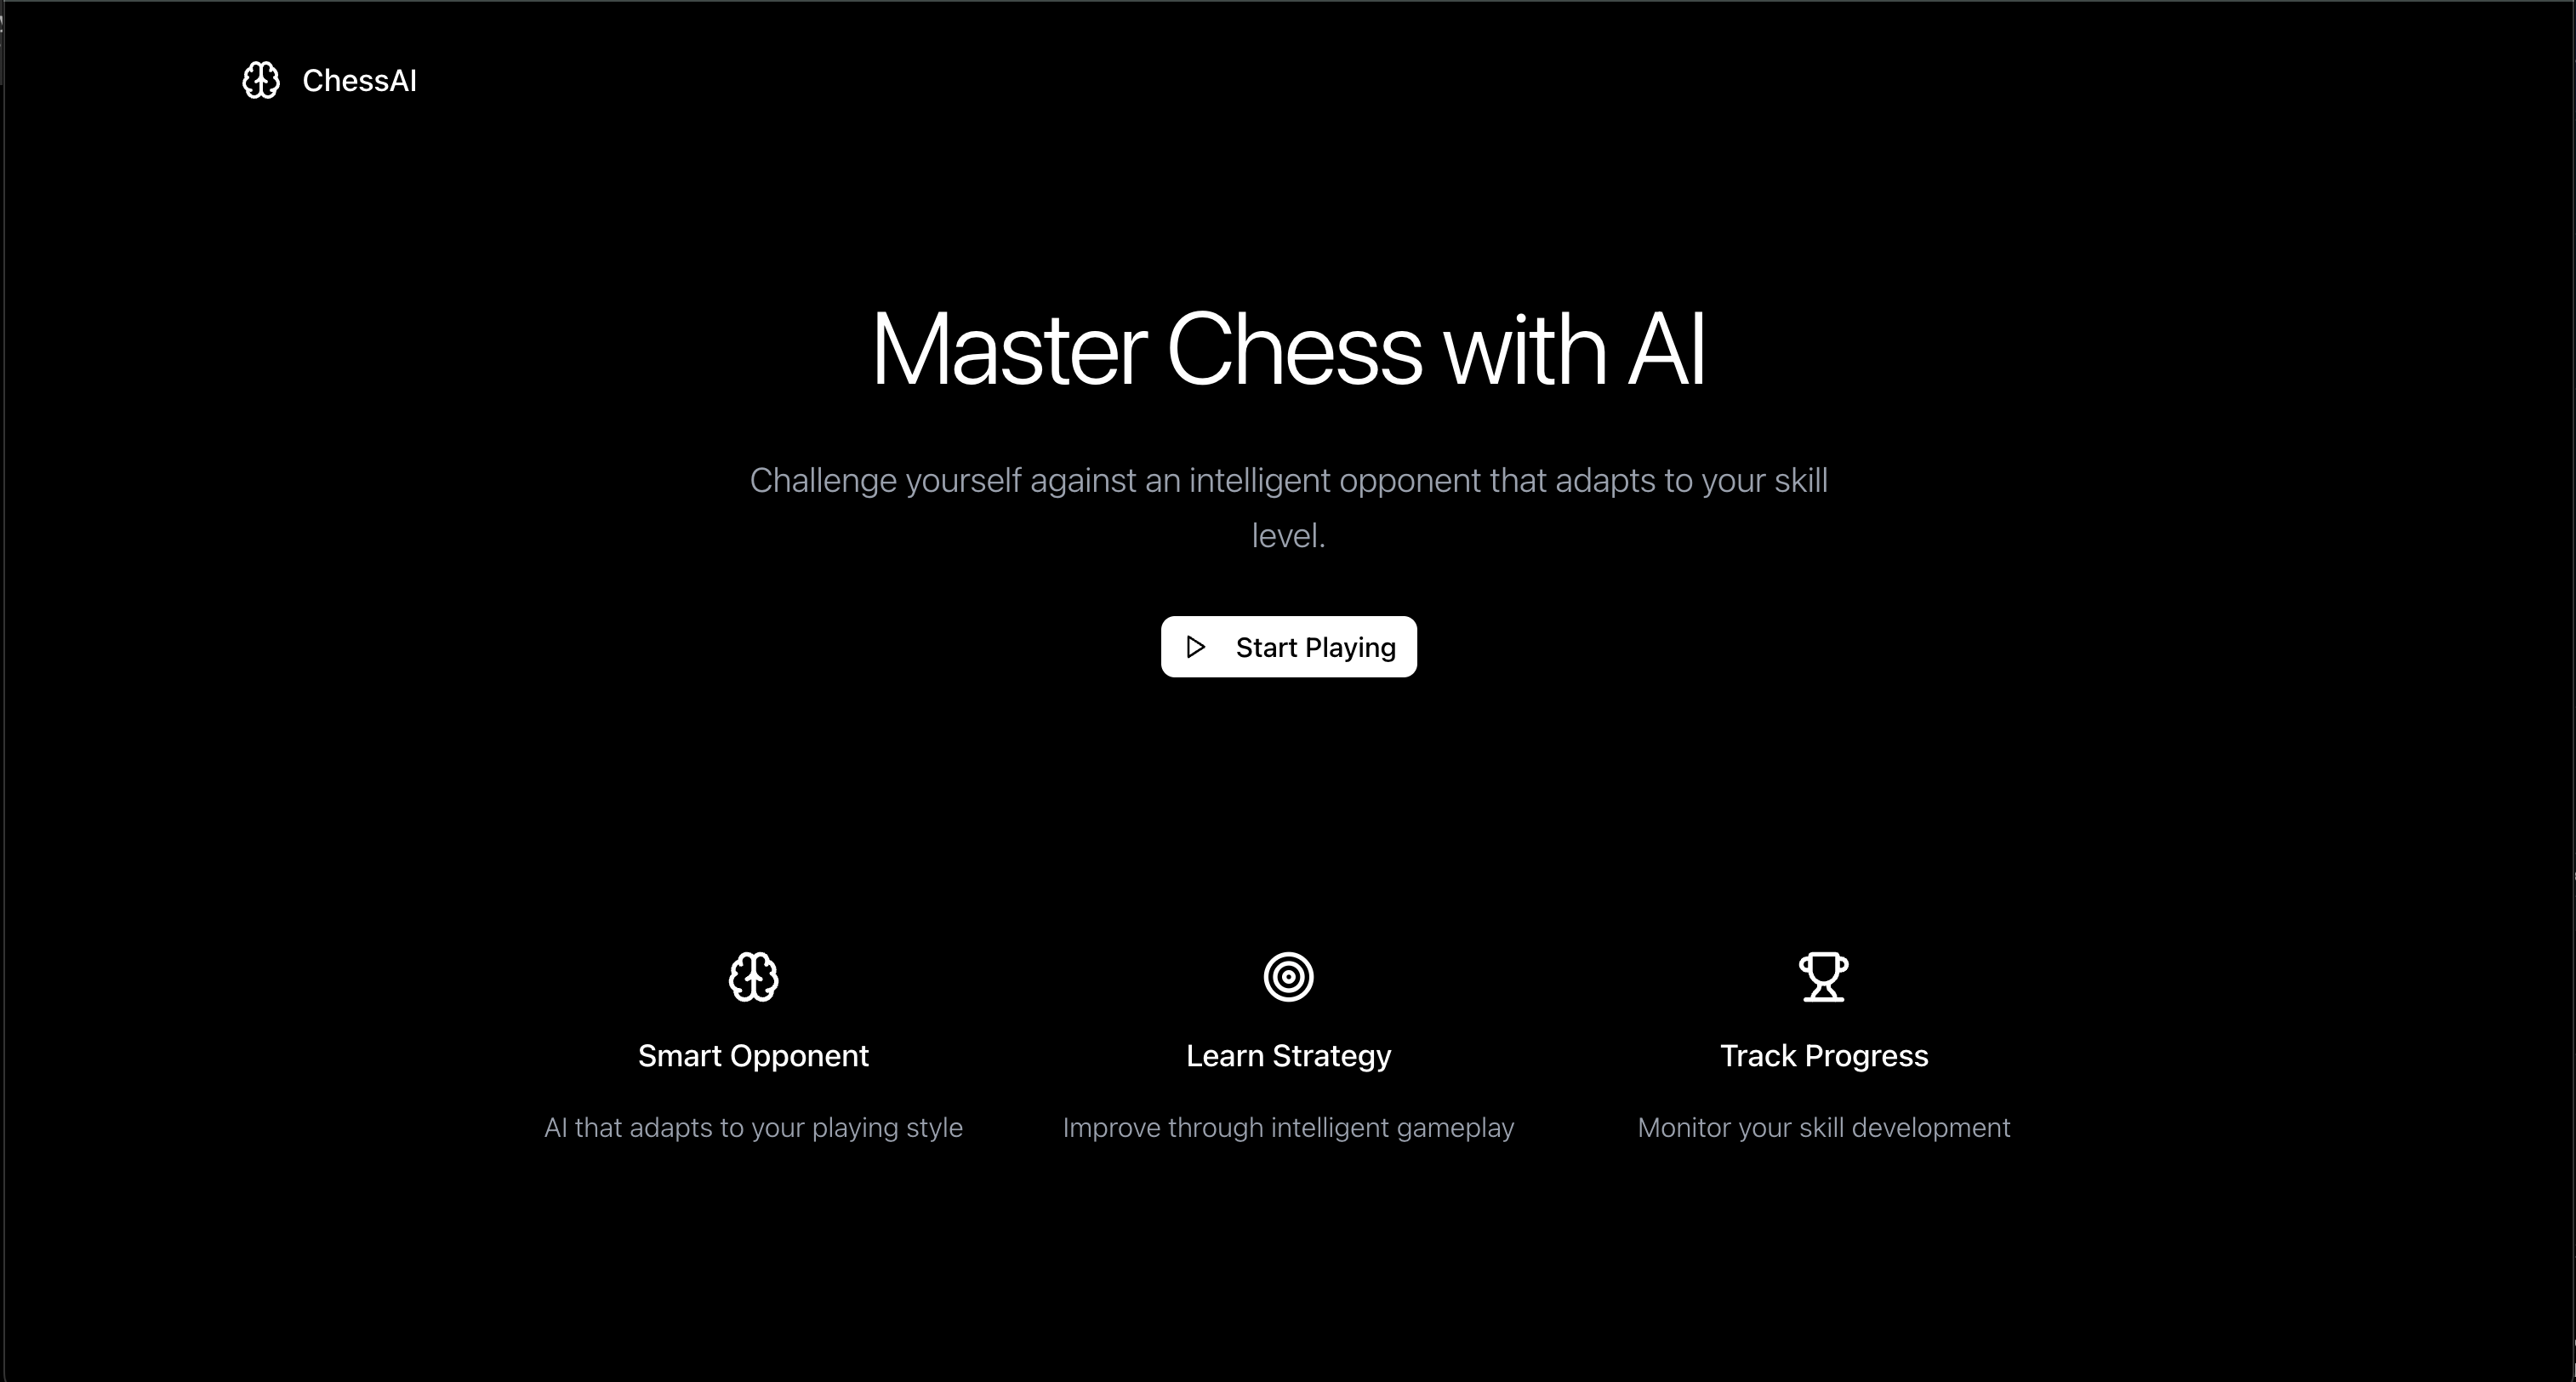 ChessAI
Master Chess with AI
Challenge yourself against an intelligent opponent that adapts to your skill
level.
Start Playing
Smart Opponent
Learn Strategy
Track Progress
AI that adapts to your playing style
Improve through intelligent gameplay
Monitor your skill development